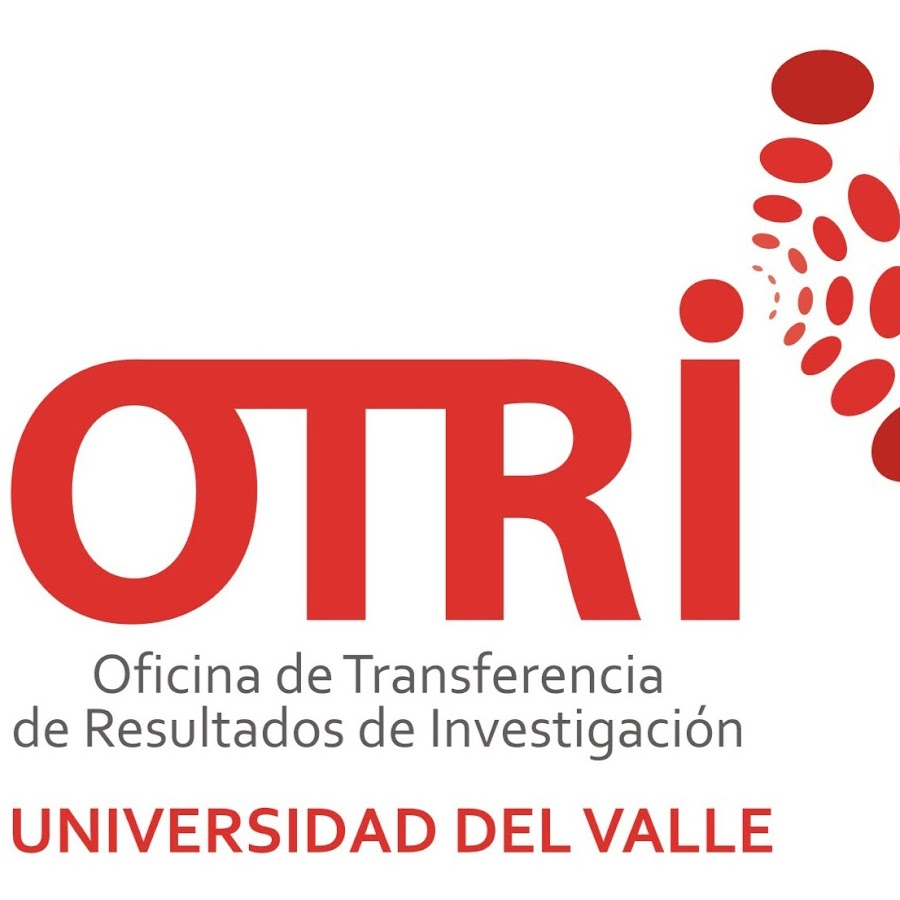 OTRi
Oficina de Transferencia
de Resultados de Investigación
UNIVERSIDAD DEL VALLE